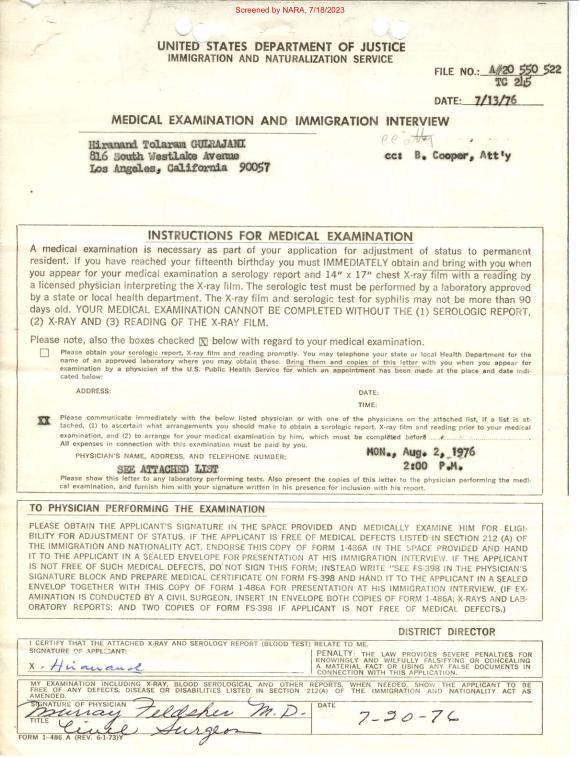 Screened by NARA, 7/18/2023
UNITED STATES DEPARTMENT OF JUSTICE
IMMIGRATION AND NATURALIZATION SERVICE
FILE NO.: A#20 550 522
TC 245
DATE: 7/13/76
MEDICAL EXAMINATION AND IMMIGRATION INTERVIEW
Hiranand Tolaram GULRAJANI
816 South Westlake Avenue
Los Angeles, California 90057
cc: B. Cooper, Att'y
INSTRUCTIONS FOR MEDICAL EXAMINATION
A medical examination is necessary as part of your application for adjustment of status to permanent
resident. If you have reached your fifteenth birthday you must IMMEDIATELY obtain and bring with you when
you appear for your medical examination a serology report and 14" x 17" chest X-ray film with a reading by
a licensed physician interpreting the X-ray film. The serologic test must be performed by a laboratory approved
by a state or local health department. The X-ray film and serologic test for syphilis may not be more than 90
days old. YOUR MEDICAL EXAMINATION CANNOT BE COMPLETED WITHOUT THE (1) SEROLOGIC REPORT,
(2) X-RAY AND (3) READING OF THE X-RAY FILM.
Please note, also the boxes checked X below with regard to your medical examination.
Please obtain your serologic report, X-ray film and reading promptly. You may telephone your state or local Health Department for the
name of an approved laboratory where you may obtain these. Bring them and copies of this letter with you when you appear for
examination by a physician of the U.S. Public Health Service for which an appointment has been made at the place and date indi-
cated below:
ADDRESS: DATE:
TIME:
XX Please communicate immediately with the below listed physician or with one of the physicians on the attached list, if a list is at-
tached, (1) to ascertain what arrangements you should make to obtain a serologic report, X-ray film and reading prior to your medical
examination, and (2) to arrange for your medical examination by him, which must be completed before
All expenses in connection with this examination must be paid by you.
PHYSICIAN'S NAME, ADDRESS, AND TELEPHONE NUMBER: MON., Aug. 2, 1976
SEE ATTACHED LIST 2:00 P.M.
Please show this letter to any laboratory performing tests. Also present the copies of this letter to the physician performing the medi-
cal examination, and furnish him with your signature written in his presence for inclusion with his report.
TO PHYSICIAN PERFORMING THE EXAMINATION
PLEASE OBTAIN THE APPLICANT'S SIGNATURE IN THE SPACE PROVIDED AND MEDICALLY EXAMINE HIM FOR ELIGI-
BILITY FOR ADJUSTMENT OF STATUS. IF THE APPLICANT IS FREE OF MEDICAL DEFECTS LISTED IN SECTION 212 (A) OF
THE IMMIGRATION AND NATIONALITY ACT, ENDORSE THIS COPY OF FORM 1-486A IN THE SPACE PROVIDED AND HAND
IT TO THE APPLICANT IN A SEALED ENVELOPE FOR PRESENTATION AT HIS IMMIGRATION INTERVIEW. IF THE APPLICANT
IS NOT FREE OF SUCH MEDICAL DEFECTS, DO NOT SIGN THIS FORM; INSTEAD WRITE "SEE FS-398 IN THE PHYSICIAN'S
SIGNATURE BLOCK AND PREPARE MEDICAL CERTIFICATE ON FORM FS-398 AND HAND IT TO THE APPLICANT IN A SEALED
ENVELOP TOGETHER WITH THIS COPY OF FORM 1-486A FOR PRESENTATION AT HIS IMMIGRATION INTERVIEW. (IF EX-
AMINATION IS CONDUCTED BY A CIVIL SURGEON, INSERT IN ENVELOPE BOTH COPIES OF FORM 1-486A; X-RAYS AND LAB-
ORATORY REPORTS; AND TWO COPIES OF FORM FS-398 IF APPLICANT IS NOT FREE OF MEDICAL DEFECTS.)
DISTRICT DIRECTOR
I CERTIFY THAT THE ATTACHED X-RAY AND SEROLOGY REPORT (BLOOD TEST) RELATE TO ME.
SIGNATURE OF APPLICANT:
X - Hiranand
PENALTY: THE LAW PROVIDES SEVERE PENALTIES FOR
KNOWINGLY AND WILFULLY FALSIFYING OR CONCEALING
A MATERIAL FACT OR USING ANY FALSE DOCUMENTS IN
CONNECTION WITH THIS APPLICATION.
MY EXAMINATION INCLUDING X-RAY, BLOOD SEROLOGICAL AND OTHER REPORTS, WHEN NEEDED, SHOW THE APPLICANT TO BE
FREE OF ANY DEFECTS, DISEASE OR DISABILITIES LISTED IN SECTION 212(A) OF THE IMMIGRATION AND NATIONALITY ACT AS
AMENDED.
SIGNATURE OF PHYSICIAN DATE
Murray Feldsher M.D. 7-20-76
TITLE Civil Surgeon
FORM 1-486 A (REV. 6-1-73)Y